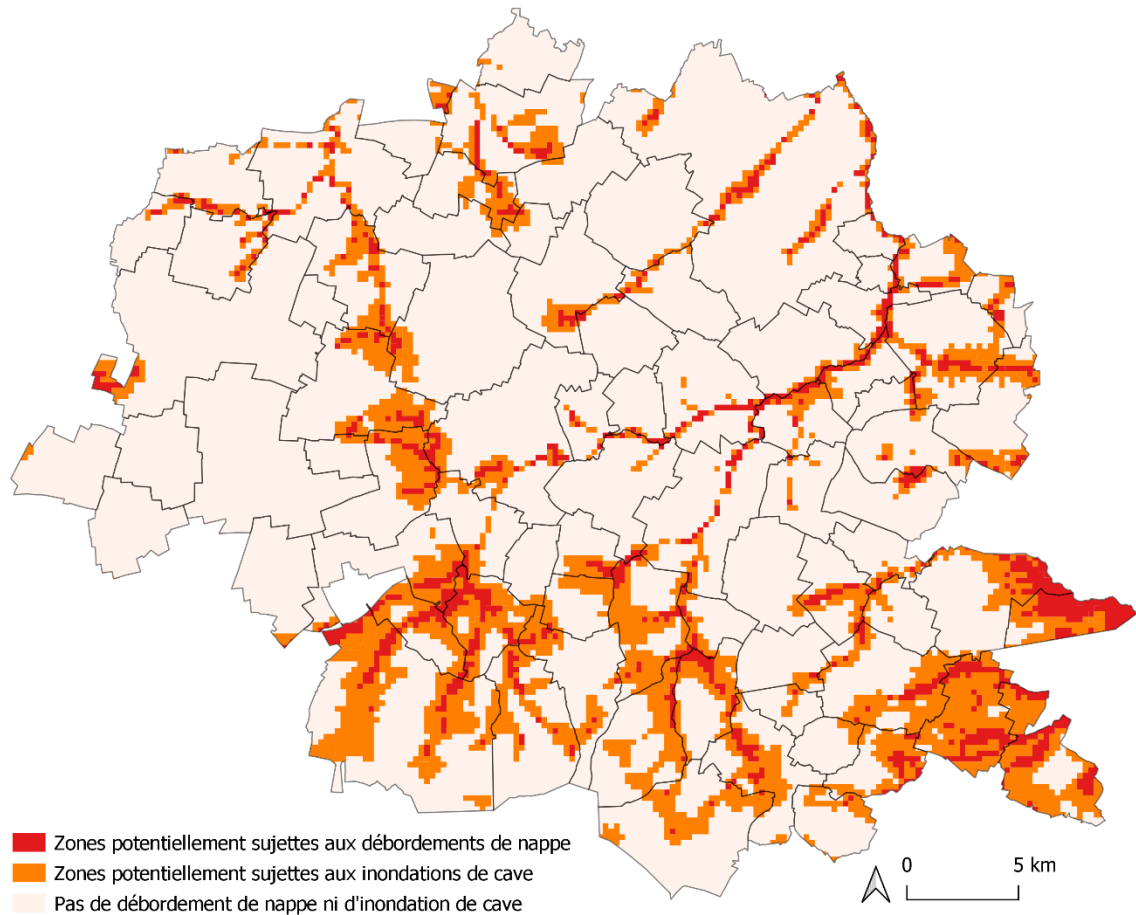 Zones potentiellement sujettes aux débordements de nappe
Zones potentiellement sujettes aux inondations de cave
Pas de débordement de nappe ni d'inondation de cave
0 5 km